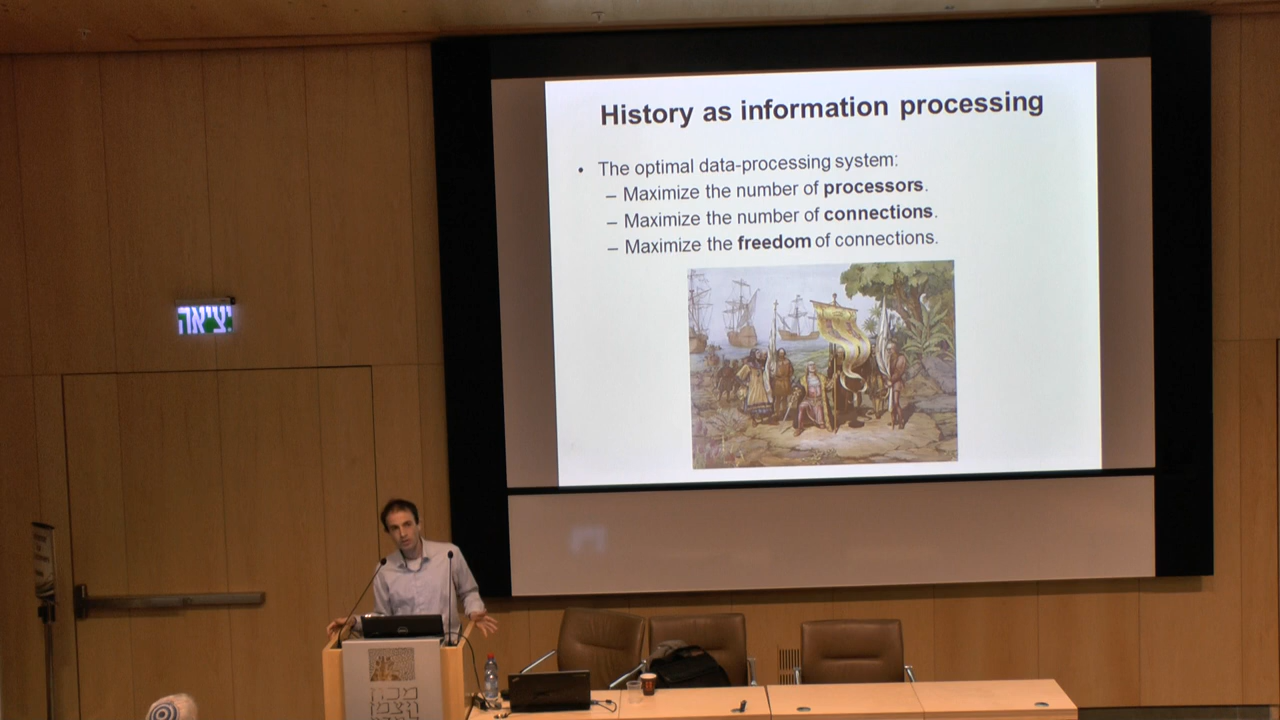 History as information processing
• The optimal data-processing system:
– Maximize the number of processors.
– Maximize the number of connections.
– Maximize the freedom of connections.
יציאה